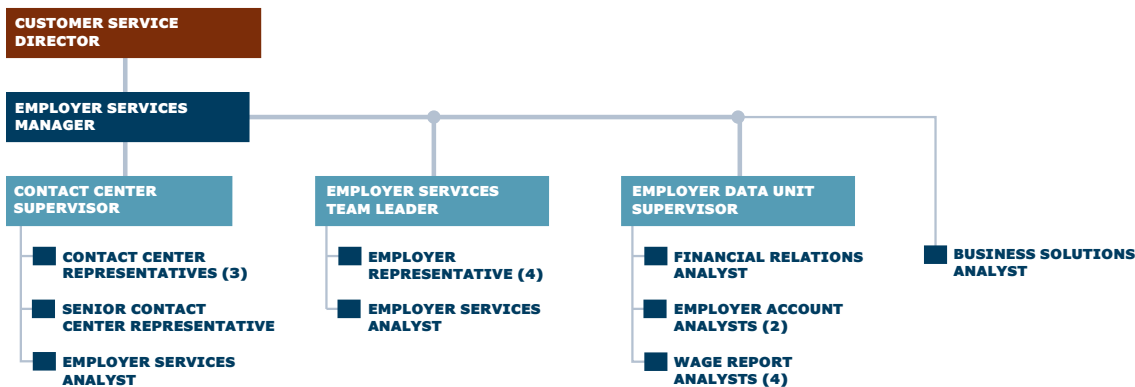 CUSTOMER SERVICE
DIRECTOR
EMPLOYER SERVICES
MANAGER
CONTACT CENTER
SUPERVISOR
CONTACT CENTER
REPRESENTATIVES (3)
SENIOR CONTACT
CENTER REPRESENTATIVE
EMPLOYER SERVICES
ANALYST
EMPLOYER SERVICES
TEAM LEADER
EMPLOYER
REPRESENTATIVE (4)
EMPLOYER SERVICES
ANALYST
EMPLOYER DATA UNIT
SUPERVISOR
FINANCIAL RELATIONS
ANALYST
EMPLOYER ACCOUNT
ANALYSTS (2)
WAGE REPORT
ANALYSTS (4)
BUSINESS SOLUTIONS
ANALYST